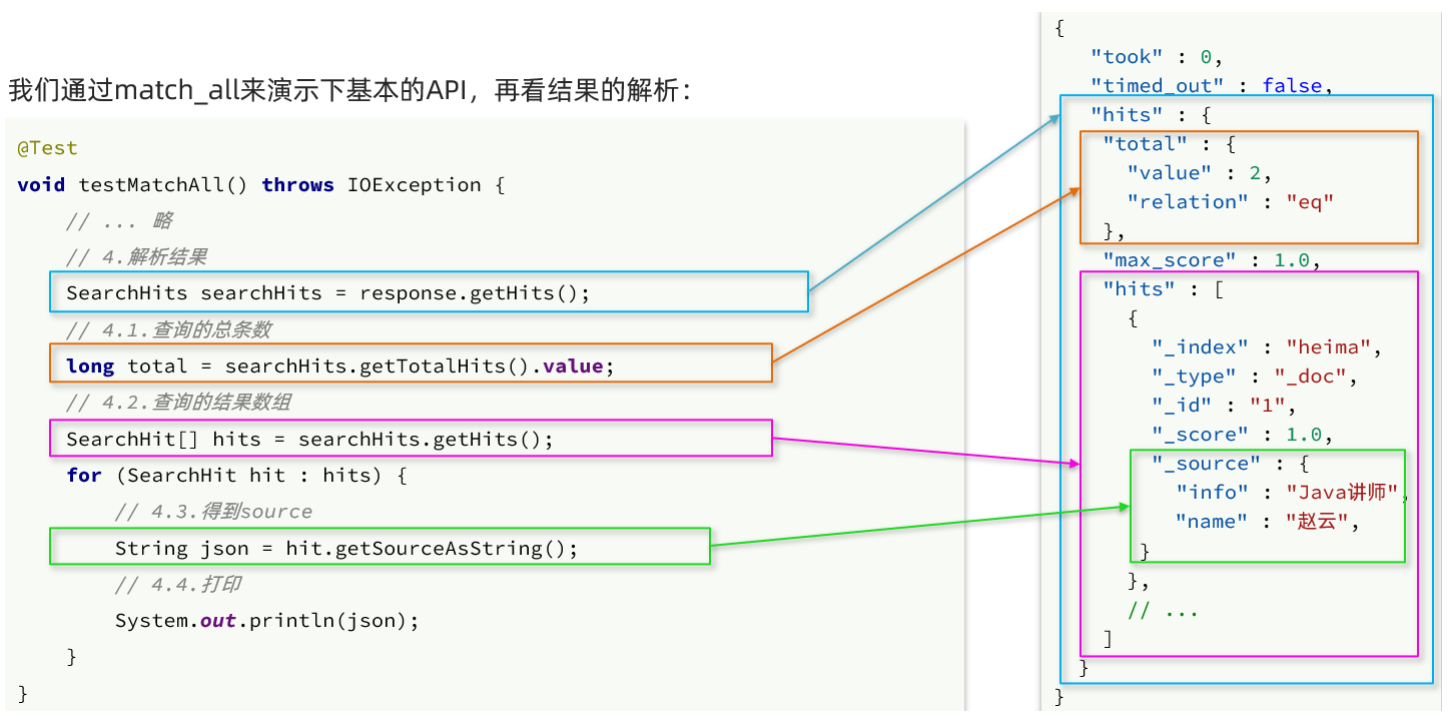 我们通过match_all来演示下基本的API，再看结果的解析：
@Test
void testMatchAll() throws IOException {
    // ... 略
    // 4.解析结果
    SearchHits searchHits = response.getHits();
    // 4.1.查询的总条数
    long total = searchHits.getTotalHits().value;
    // 4.2.查询的结果数组
    SearchHit[] hits = searchHits.getHits();
    for (SearchHit hit : hits) {
        // 4.3.得到source
        String json = hit.getSourceAsString();
        // 4.4.打印
        System.out.println(json);
    }
}
{
  "took" : 0,
  "timed_out" : false,
  "hits" : {
    "total" : {
      "value" : 2,
      "relation" : "eq"
    },
    "max_score" : 1.0,
    "hits" : [
      {
        "_index" : "heima",
        "_type" : "_doc",
        "_id" : "1",
        "_score" : 1.0,
        "_source" : {
          "info" : "Java讲师",
          "name" : "赵云",
        }
      },
      // ...
    ]
  }
}